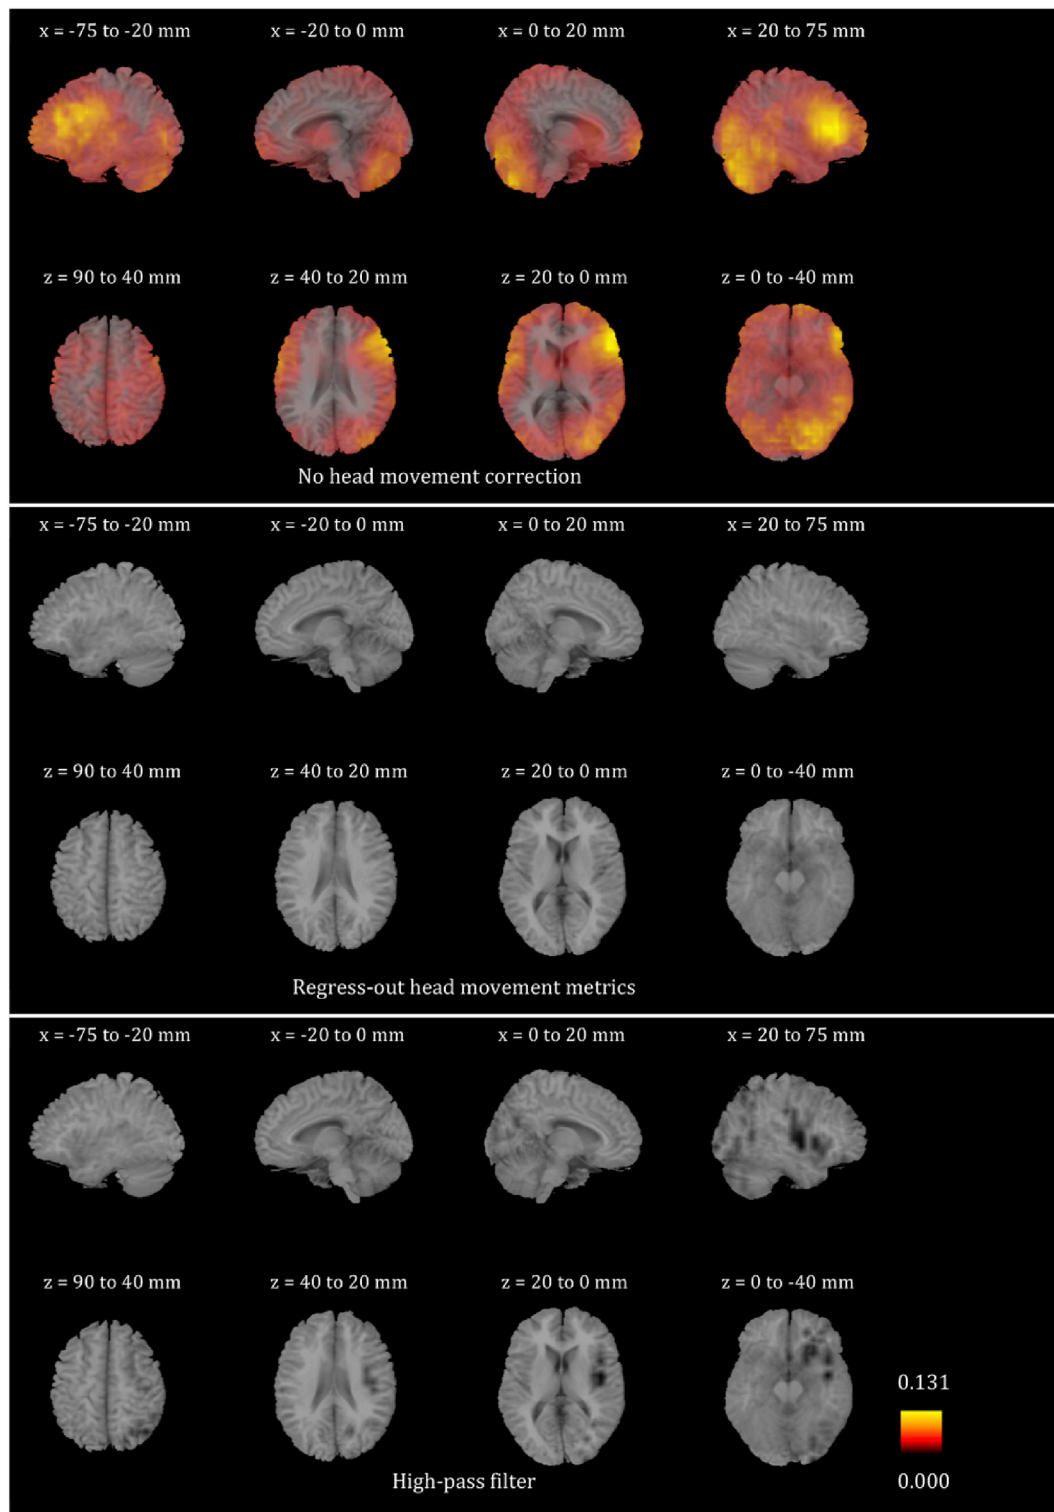 x = -75 to -20 mm x = -20 to 0 mm x = 0 to 20 mm x = 20 to 75 mm
z = 90 to 40 mm z = 40 to 20 mm z = 20 to 0 mm z = 0 to -40 mm
No head movement correction
x = -75 to -20 mm x = -20 to 0 mm x = 0 to 20 mm x = 20 to 75 mm
z = 90 to 40 mm z = 40 to 20 mm z = 20 to 0 mm z = 0 to -40 mm
Regress-out head movement metrics
x = -75 to -20 mm x = -20 to 0 mm x = 0 to 20 mm x = 20 to 75 mm
z = 90 to 40 mm z = 40 to 20 mm z = 20 to 0 mm z = 0 to -40 mm
0.131
0.000
High-pass filter